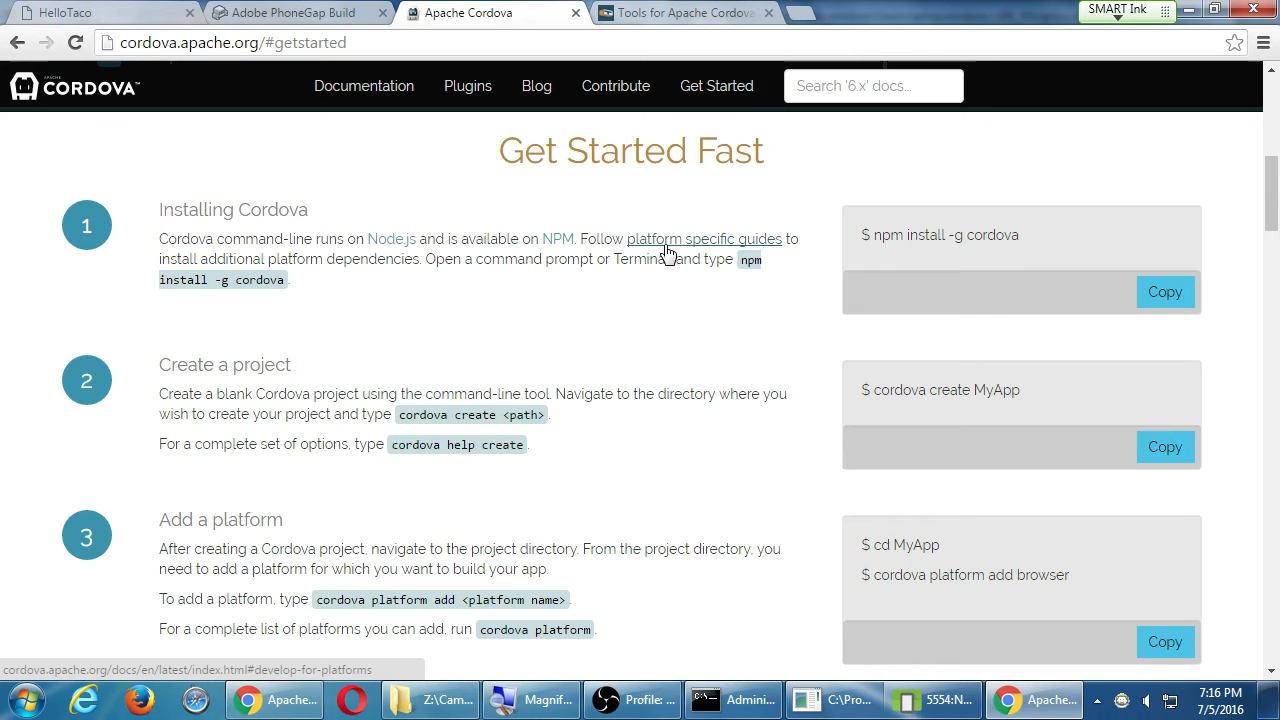 HelloTaco
Adobe PhoneGap Build
Apache Cordova
Tools for Apache Cordova
SMART Ink
cordova.apache.org/#getstarted
APACHE
CORDOVA™
Documentation
Plugins
Blog
Contribute
Get Started
Search '6.x' docs...
Get Started Fast
1
Installing Cordova
Cordova command-line runs on Node.js and is available on NPM. Follow platform specific guides to
install additional platform dependencies. Open a command prompt or Terminal and type npm
install -g cordova.
$ npm install -g cordova
Copy
2
Create a project
Create a blank Cordova project using the command-line tool. Navigate to the directory where you
wish to create your project and type cordova create <path>.
For a complete set of options, type cordova help create.
$ cordova create MyApp
Copy
3
Add a platform
After creating a Cordova project, navigate to the project directory. From the project directory, you
need to add a platform for which you want to build your app.
To add a platform, type cordova platform add <platform name>.
For a complete list of platforms you can add, run cordova platform.
$ cd MyApp
$ cordova platform add browser
Copy
cordova.apache.org/docs/en/latest/index.html#develop-for-platforms
Apache...
Z:\Cam...
Magnif...
Profile: ...
Admini...
C:\Pro...
5554:N...
Apache...
7:16 PM
7/5/2016